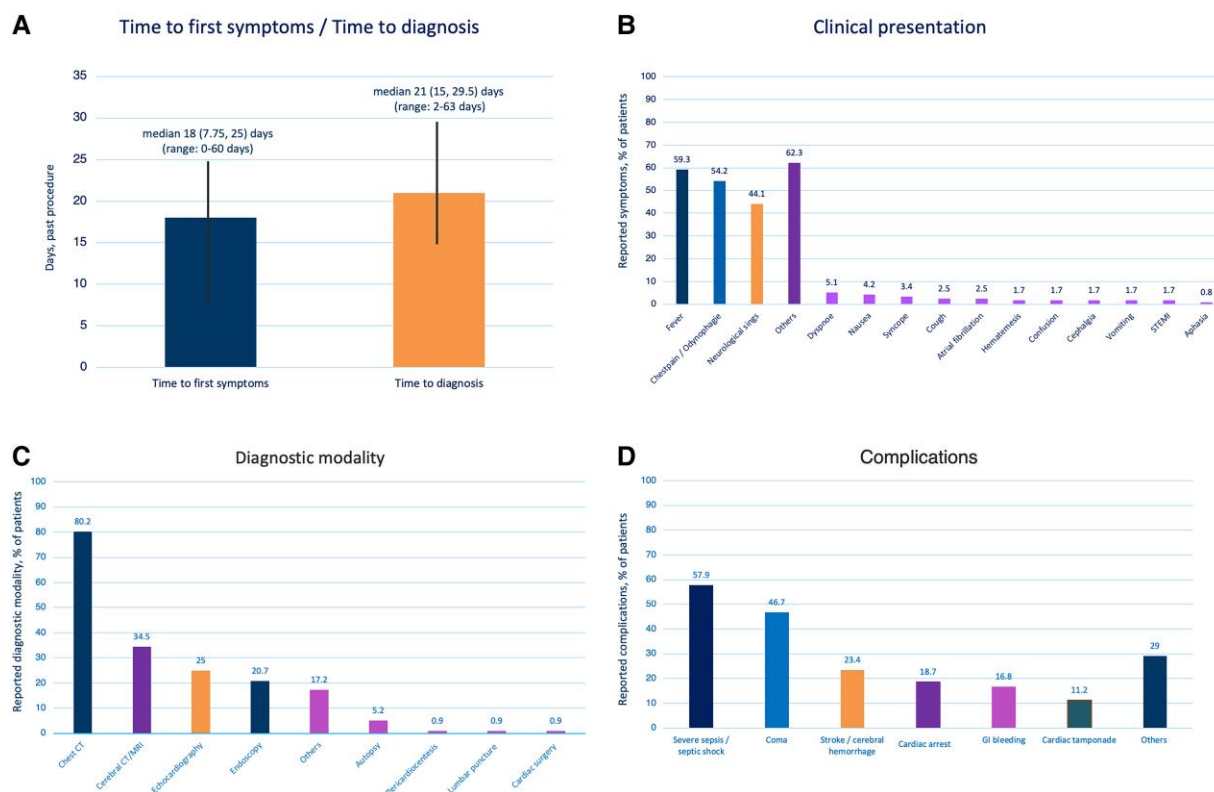 A
Time to first symptoms / Time to diagnosis
Days, past procedure
35
30
25
20
15
10
5
0
median 18 (7.75, 25) days
(range: 0-60 days)
median 21 (15, 29.5) days
(range: 2-63 days)
Time to first symptoms
Time to diagnosis
B
Clinical presentation
Reported symptoms, % of patients
100
90
80
70
60
50
40
30
20
10
0
59.3
54.2
44.1
62.3
5.1
4.2
3.4
2.5
2.5
1.7
1.7
1.7
1.7
1.7
0.8
Fever
Chestpain / Odynophagie
Neurological sings
Others
Dyspnoe
Nausea
Syncope
Cough
Atrial fibrillation
Hematemesis
Confusion
Cephalgia
Vomiting
STEMI
Aphasia
C
Diagnostic modality
Reported diagnostic modality, % of patients
100
90
80
70
60
50
40
30
20
10
0
80.2
34.5
25
20.7
17.2
5.2
0.9
0.9
0.9
Chest CT
Cerebral CT/MRI
Echocardiography
Endoscopy
Others
Autopsy
Pericardiocentesis
Lumbar puncture
Cardiac surgery
D
Complications
Reported complications, % of patients
100
90
80
70
60
50
40
30
20
10
0
57.9
46.7
23.4
18.7
16.8
11.2
29
Severe sepsis /
septic shock
Coma
Stroke / cerebral
hemorrhage
Cardiac arrest
GI bleeding
Cardiac tamponade
Others